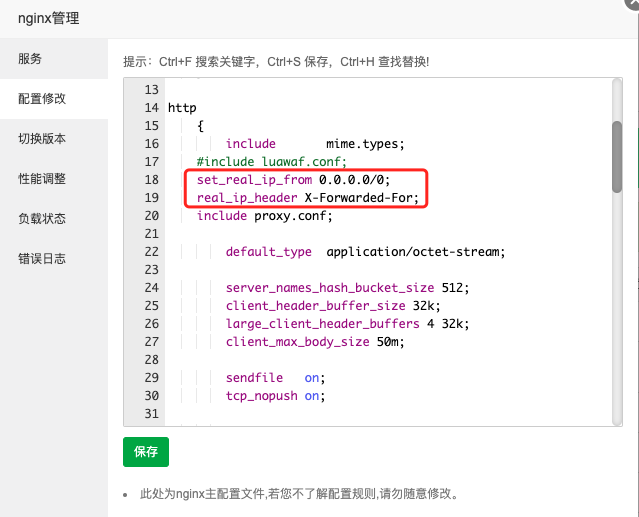 nginx管理
服务
配置修改
切换版本
性能调整
负载状态
错误日志
提示：Ctrl+F 搜索关键字，Ctrl+S 保存，Ctrl+H 查找替换!
13
14 http
15 {
16 include mime.types;
17 #include luawaf.conf;
18 set_real_ip_from 0.0.0.0/0;
19 real_ip_header X-Forwarded-For;
20 include proxy.conf;
21
22 default_type application/octet-stream;
23
24 server_names_hash_bucket_size 512;
25 client_header_buffer_size 32k;
26 large_client_header_buffers 4 32k;
27 client_max_body_size 50m;
28
29 sendfile on;
30 tcp_nopush on;
31
保存
此处为nginx主配置文件,若您不了解配置规则,请勿随意修改。